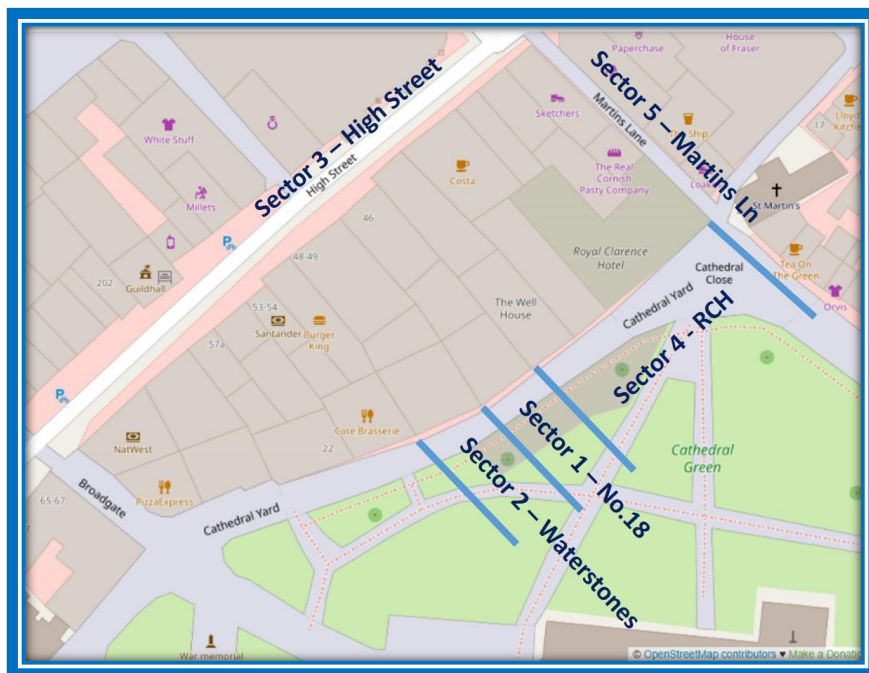 House
of Fraser
Paperchase
Sector 5 – Martins Ln
Martins Lane
Sector 3 – High Street
High Street
White Stuff
Sketchers
17
Lloyd
Kitche
The Real
Cornish
Pasty Company
Costa
St Martin's
Millets
46
Royal Clarence
Hotel
Cathedral
Close
Tea On
The Green
P
48-49
202
Guildhall
The Well
House
Cathedral Yard
Sector 4 - RCH
Orvis
53-54
Santander
Burger
King
57a
P
Cote Brasserie
22
NatWest
Sector 1 – No.18
Sector 2 – Waterstones
Cathedral
Green
PizzaExpress
65-67
Broadgate
Cathedral Yard
War memorial
© OpenStreetMap contributors ♥ Make a Donati